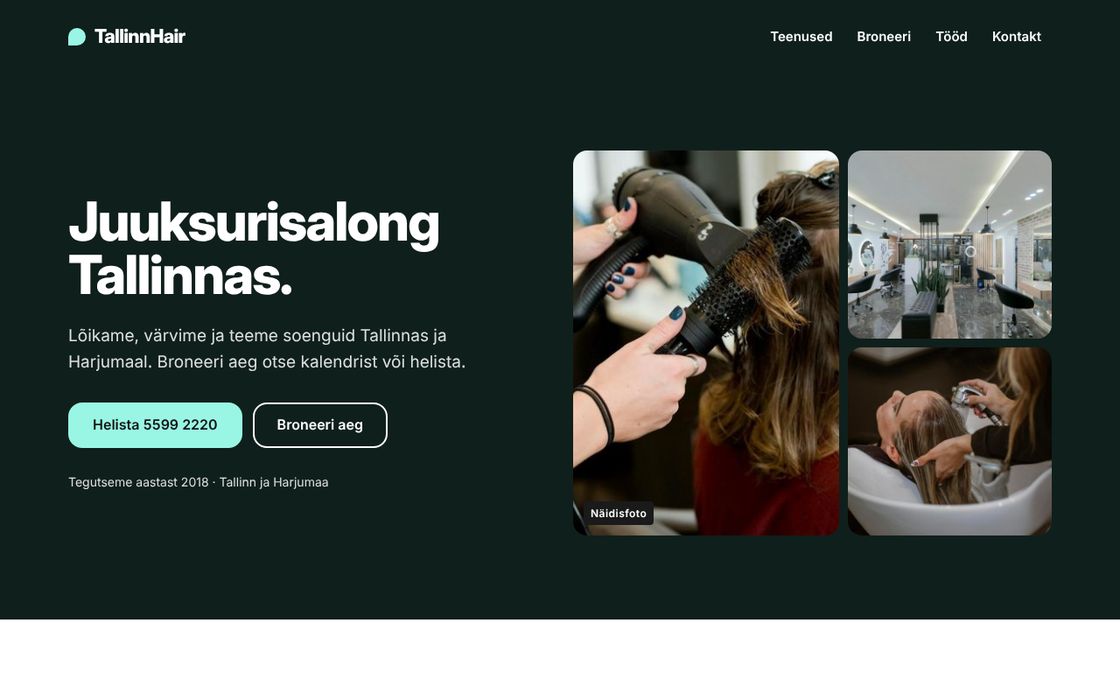 TallinnHair
Teenused Broneeri Tööd Kontakt
Juuksurisalong
Tallinnas.
Lõikame, värvime ja teeme soenguid Tallinnas ja
Harjumaal. Broneeri aeg otse kalendrist või helista.
Helista 5599 2220 Broneeri aeg
Tegutseme aastast 2018 · Tallinn ja Harjumaa
Näidisfoto